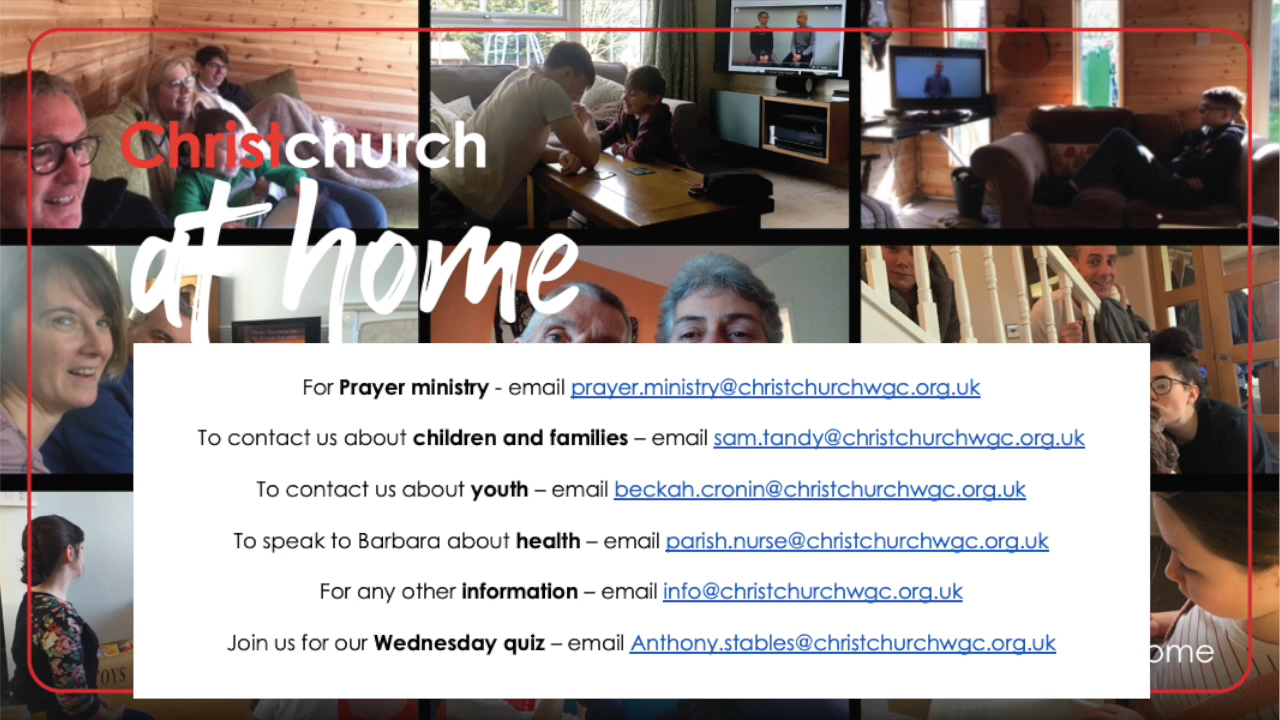 Christchurch
at home
For Prayer ministry - email prayer.ministry@christchurchwgc.org.uk
To contact us about children and families – email sam.tandy@christchurchwgc.org.uk
To contact us about youth – email beckah.cronin@christchurchwgc.org.uk
To speak to Barbara about health – email parish.nurse@christchurchwgc.org.uk
For any other information – email info@christchurchwgc.org.uk
Join us for our Wednesday quiz – email Anthony.stables@christchurchwgc.org.uk
ome
TOYS